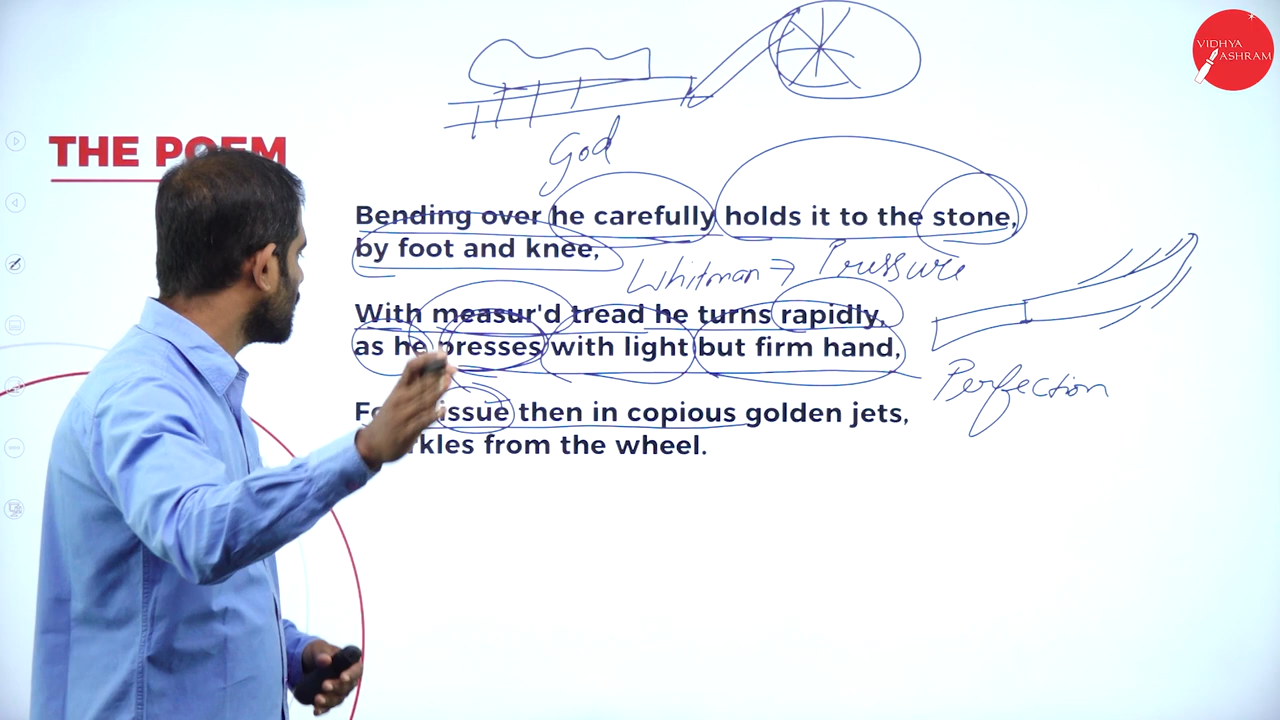 VIDHYA
ASHRAM
THE POEM
God
Bending over he carefully holds it to the stone,
by foot and knee,
Whitman → Pressure
With measur'd tread he turns rapidly,
as he presses with light but firm hand,
Perfection
issue then in copious golden jets,
from the wheel.